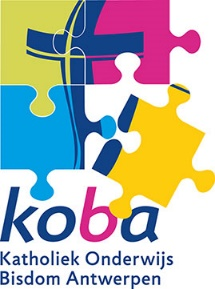 koba
Katholiek Onderwijs
Bisdom Antwerpen